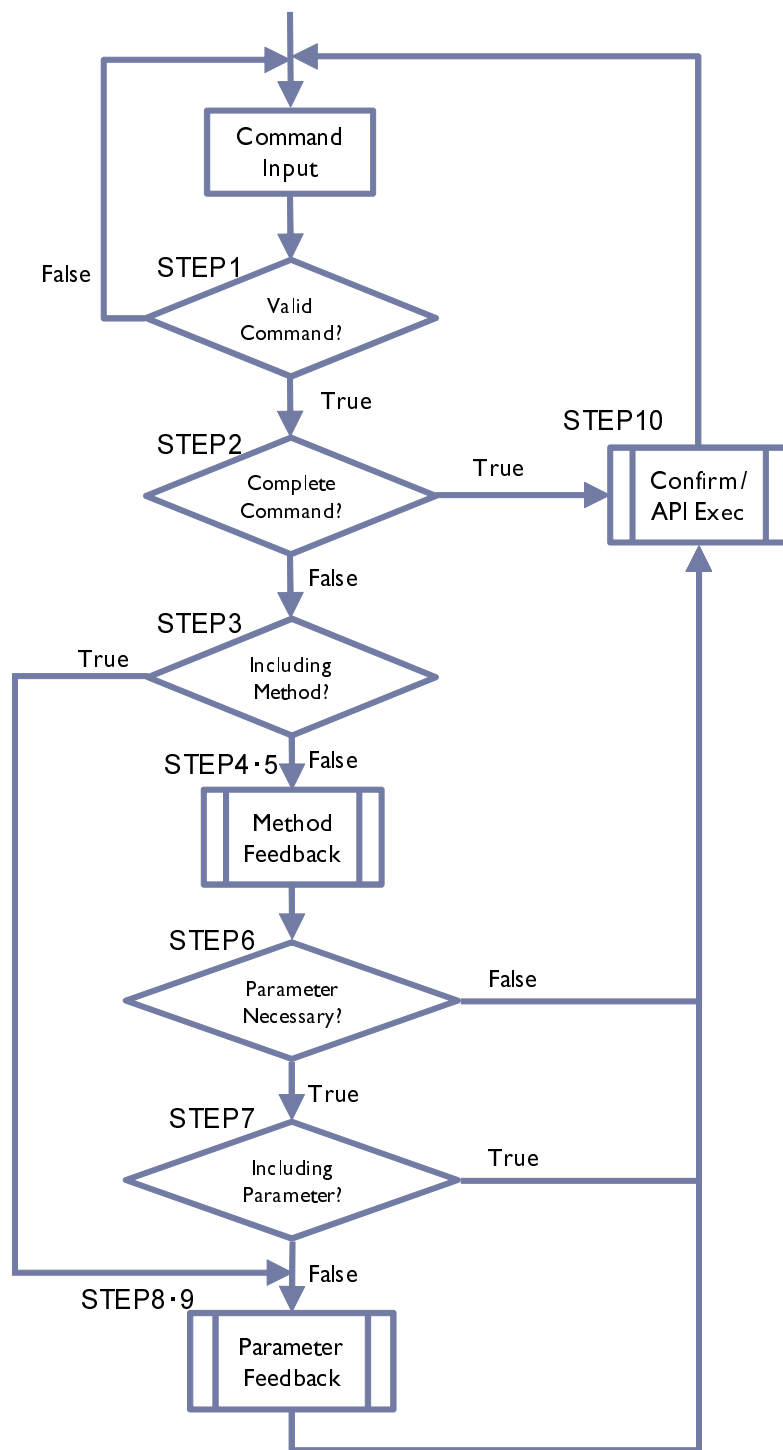 Command
Input
STEP1
False
Valid
Command?
True
STEP2
Complete
Command?
True
STEP10
Confirm/
API Exec
False
STEP3
True
Including
Method?
False
STEP4・5
Method
Feedback
STEP6
Parameter
Necessary?
False
True
STEP7
Including
Parameter?
True
False
STEP8・9
Parameter
Feedback